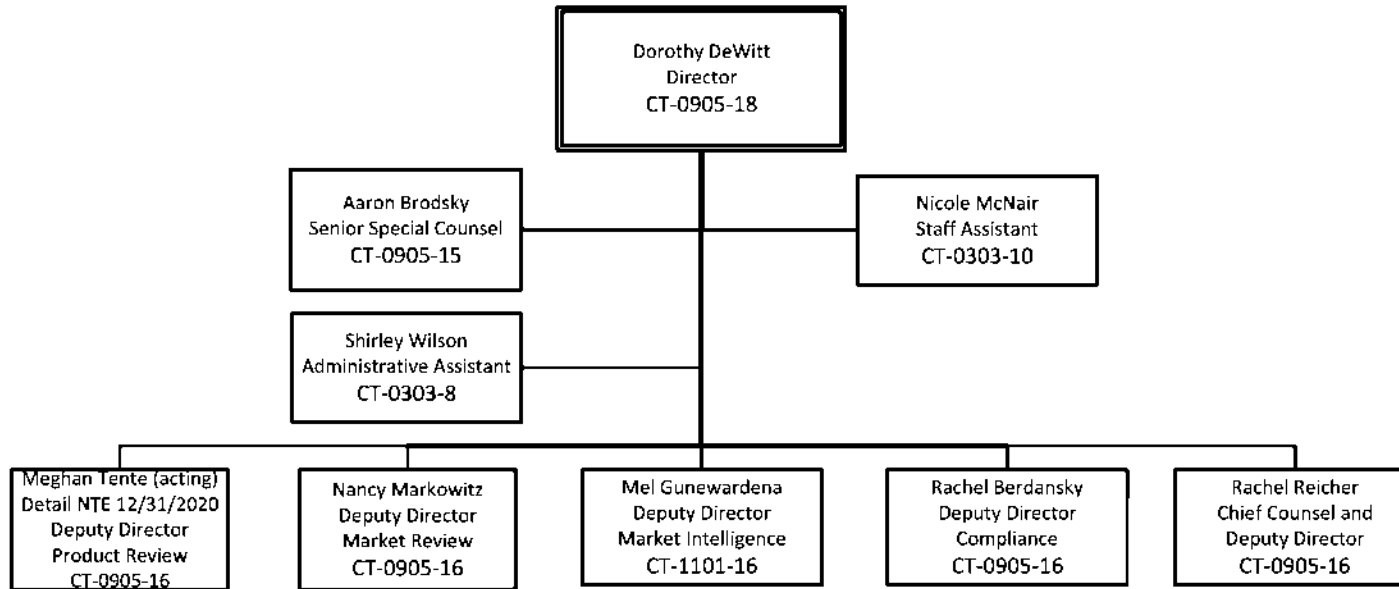 Dorothy DeWitt
Director
CT-0905-18
Aaron Brodsky
Senior Special Counsel
CT-0905-15
Nicole McNair
Staff Assistant
CT-0303-10
Shirley Wilson
Administrative Assistant
CT-0303-8
Meghan Tente (acting)
Detail NTE 12/31/2020
Deputy Director
Product Review
CT-0905-16
Nancy Markowitz
Deputy Director
Market Review
CT-0905-16
Mel Gunewardena
Deputy Director
Market Intelligence
CT-1101-16
Rachel Berdansky
Deputy Director
Compliance
CT-0905-16
Rachel Reicher
Chief Counsel and
Deputy Director
CT-0905-16